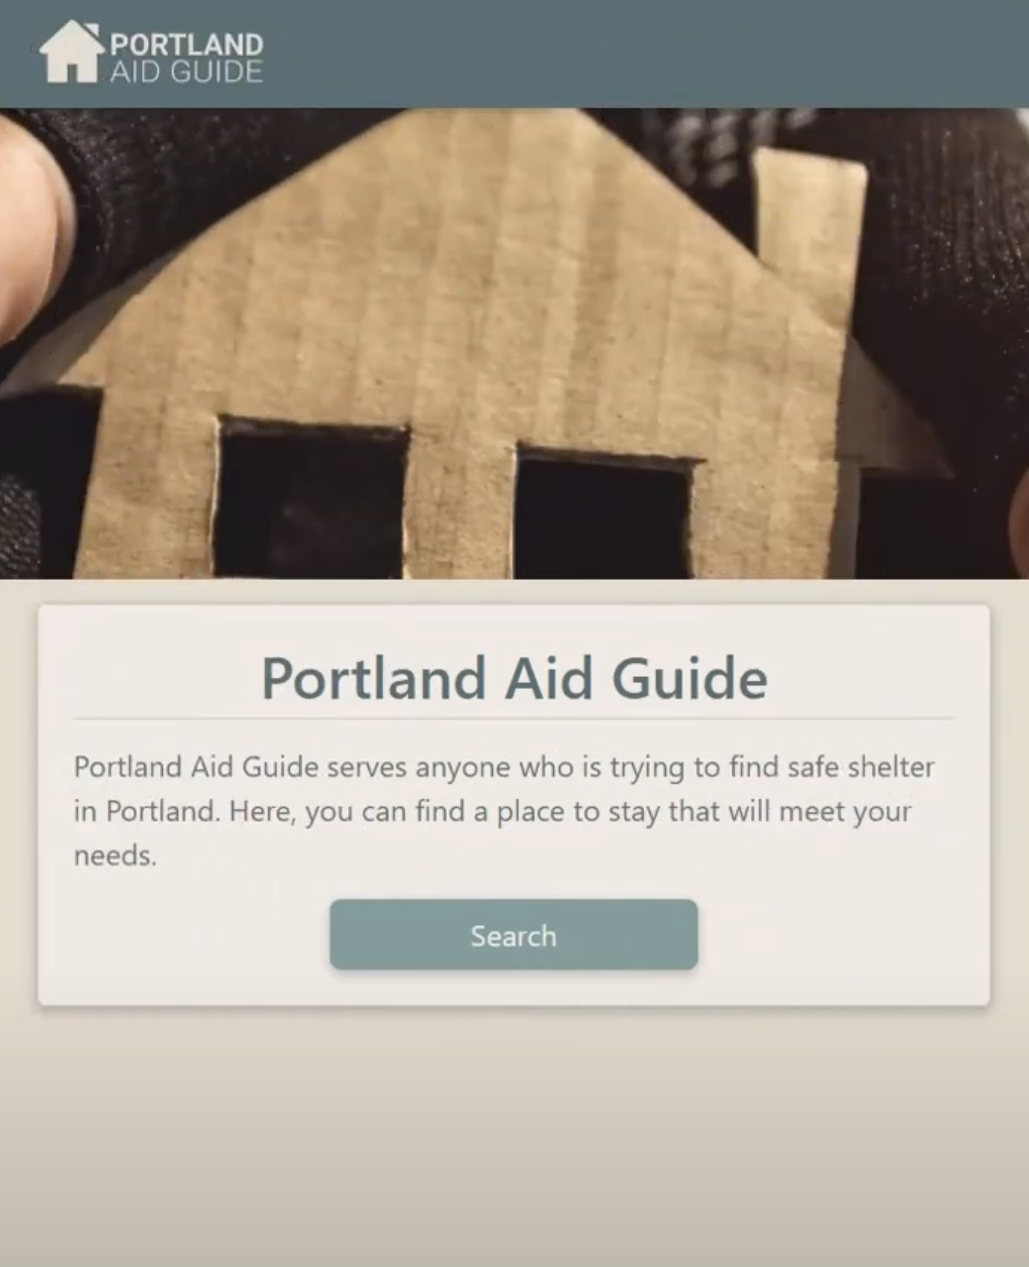 PORTLAND
AID GUIDE
Portland Aid Guide
Portland Aid Guide serves anyone who is trying to find safe shelter
in Portland. Here, you can find a place to stay that will meet your
needs.
Search